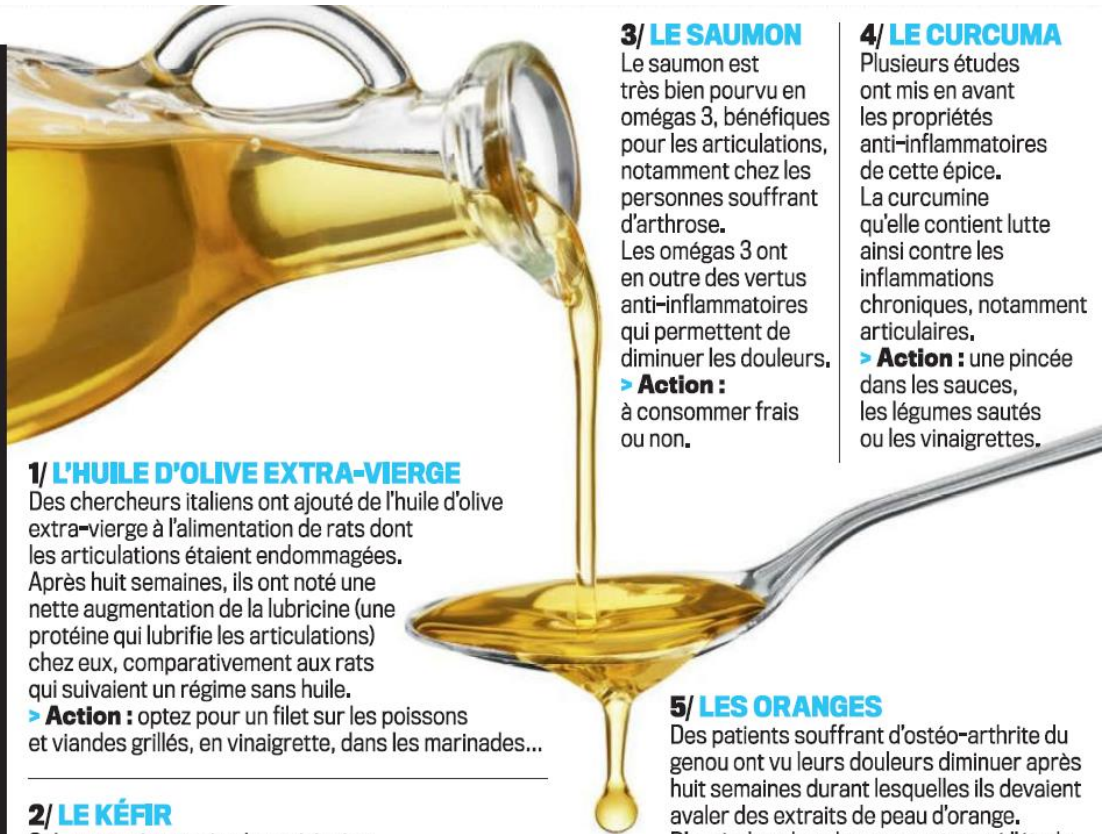 1/ L'HUILE D'OLIVE EXTRA-VIERGE
Des chercheurs italiens ont ajouté de l'huile d'olive
extra-vierge à l'alimentation de rats dont
les articulations étaient endommagées.
Après huit semaines, ils ont noté une
nette augmentation de la lubricine (une
protéine qui lubrifie les articulations)
chez eux, comparativement aux rats
qui suivaient un régime sans huile.
> Action : optez pour un filet sur les poissons
et viandes grillés, en vinaigrette, dans les marinades...
2/ LE KÉFIR
3/ LE SAUMON
Le saumon est
très bien pourvu en
omégas 3, bénéfiques
pour les articulations,
notamment chez les
personnes souffrant
d'arthrose.
Les omégas 3 ont
en outre des vertus
anti-inflammatoires
qui permettent de
diminuer les douleurs.
> Action :
à consommer frais
ou non.
4/ LE CURCUMA
Plusieurs études
ont mis en avant
les propriétés
anti-inflammatoires
de cette épice.
La curcumine
qu'elle contient lutte
ainsi contre les
inflammations
chroniques, notamment
articulaires.
> Action : une pincée
dans les sauces,
les légumes sautés
ou les vinaigrettes.
5/ LES ORANGES
Des patients souffrant d'ostéo-arthrite du
genou ont vu leurs douleurs diminuer après
huit semaines durant lesquelles ils devaient
avaler des extraits de peau d'orange.